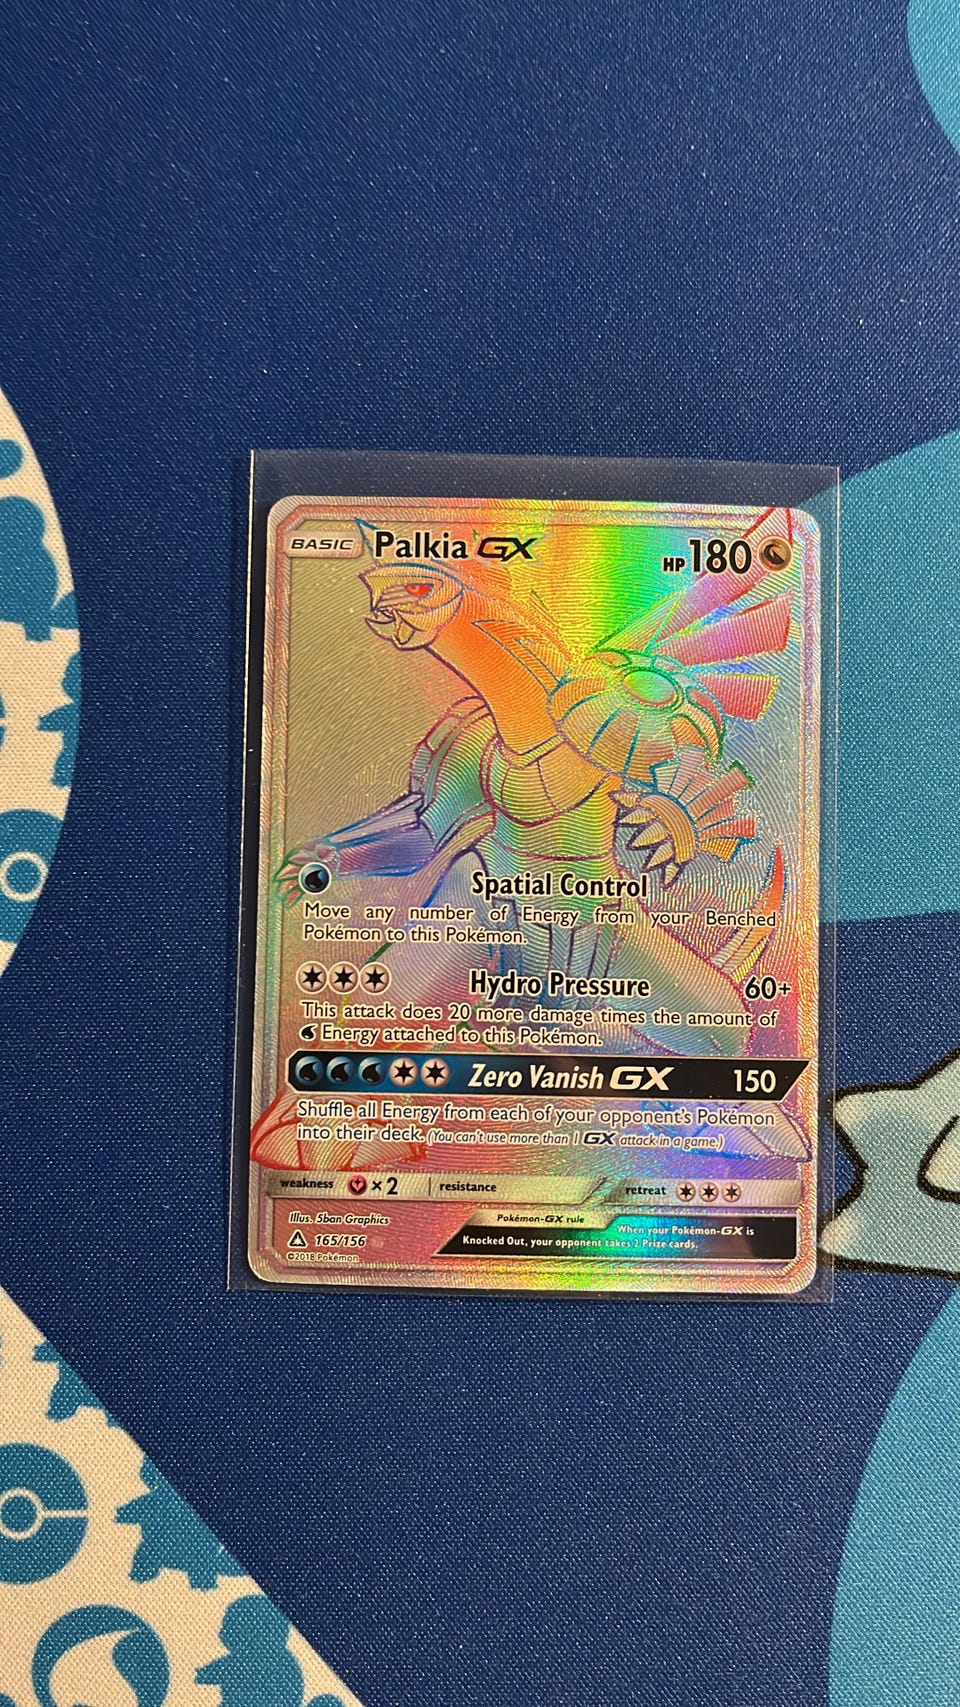 BASIC Palkia GX HP 180
Spatial Control
Move any number of Energy from your Benched
Pokémon to this Pokémon.
Hydro Pressure 60+
This attack does 20 more damage times the amount of
Energy attached to this Pokémon.
Zero Vanish GX 150
Shuffle all Energy from each of your opponent's Pokémon
into their deck. (You can't use more than 1 GX attack in a game.)
weakness ×2 resistance retreat
Illus. 5ban Graphics
165/156
©2018 Pokémon
Pokémon-GX rule
When your Pokémon-GX is
Knocked Out, your opponent takes 2 Prize cards.